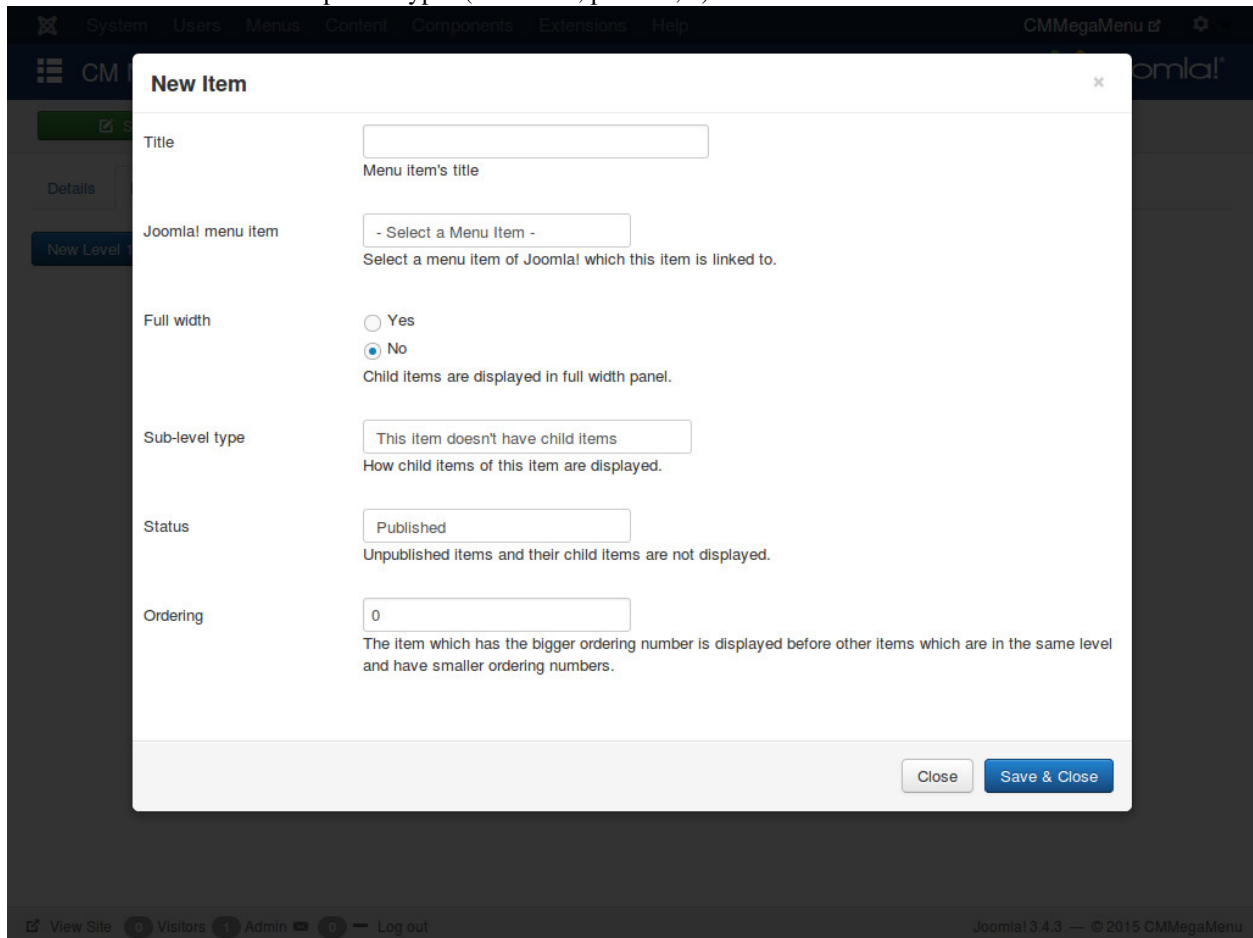 System Users Menus Content Components Extensions Help CMMegaMenu
CM
omla!
New Item ×
Title
Menu item's title
Details
Joomla! menu item - Select a Menu Item -
New Level 1
Select a menu item of Joomla! which this item is linked to.
Full width Yes
No
Child items are displayed in full width panel.
Sub-level type This item doesn't have child items
How child items of this item are displayed.
Status Published
Unpublished items and their child items are not displayed.
Ordering 0
The item which has the bigger ordering number is displayed before other items which are in the same level
and have smaller ordering numbers.
Close Save & Close
View Site 0 Visitors 1 Admin 0 Log out Joomla! 3.4.3 — © 2015 CMMegaMenu